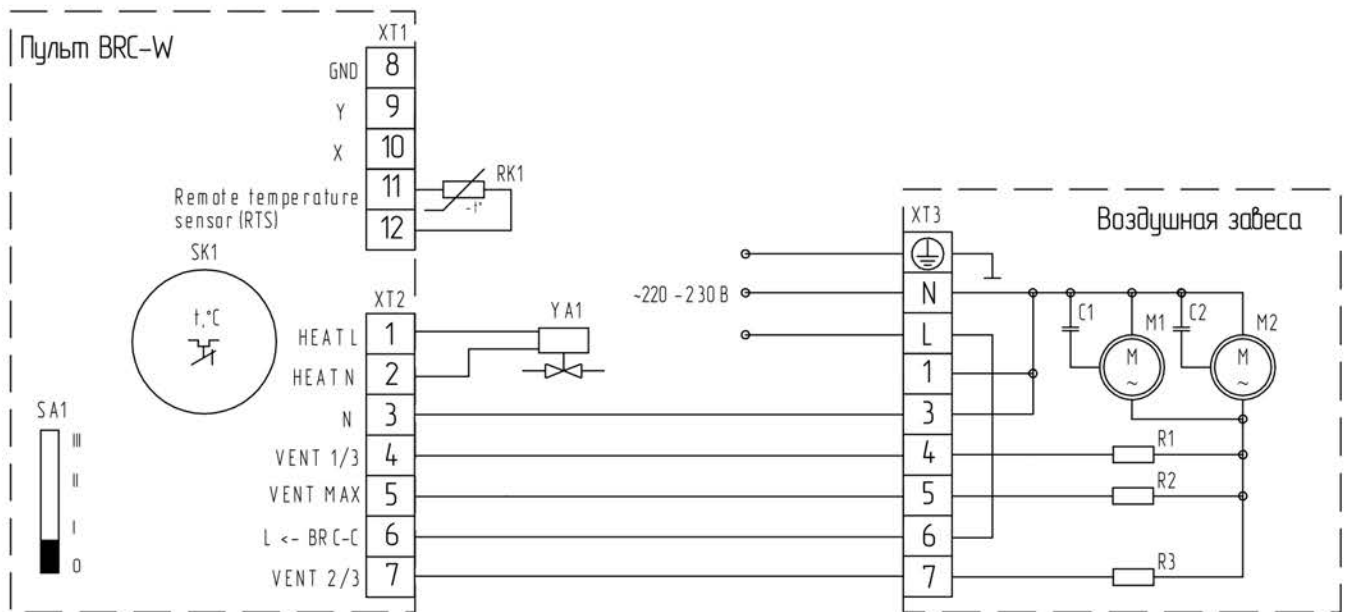 Пульт BRC-W
XT1
GND 8
Y 9
X 10
Remote temperature
sensor (RTS)
11
12
RK1
-t°
SK1
t,°C
XT2
HEAT L 1
HEAT N 2
N 3
VENT 1/3 4
VENT MAX 5
L <- BRC-C 6
VENT 2/3 7
YA1
SA1
III
II
I
0
~220 -230 В
XT3
Воздушная завеса
N
L
1
3
4
5
6
7
C1
M1
C2
M2
M
~
M
~
R1
R2
R3